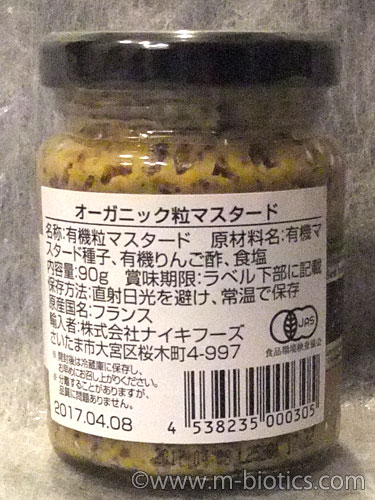 オーガニック粒マスタード
名称:有機粒マスタード　原材料名:有機マ
スタード種子、有機りんご酢、食塩
内容量:90g　賞味期限:ラベル下部に記載
保存方法:直射日光を避け、常温で保存
原産国名:フランス
輸入者:株式会社ナイキフーズ
さいたま市大宮区桜木町4-997
※開封後は冷蔵庫に保存し、
お早めにお召し上がりください。
※分離することがありますが、
品質に問題ありません。
JAS
2017.04.08
4 538235 000305
©www.m-biotics.com